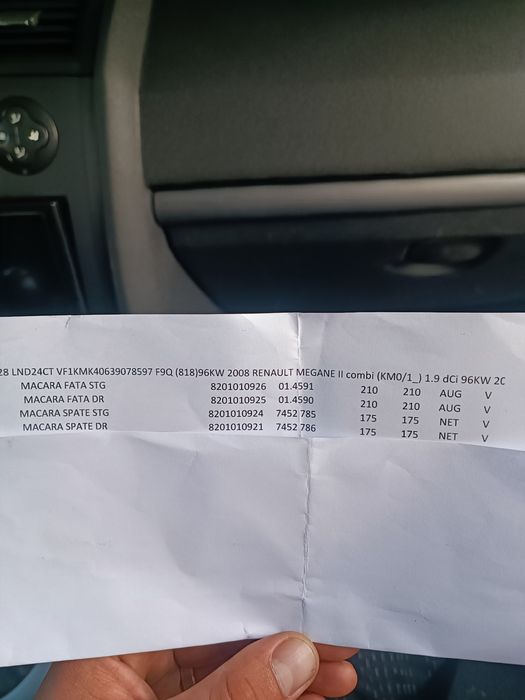 28 LND24CT VF1KMK40639078597 F9Q (818)96KW 2008 RENAULT MEGANE II combi (KM0/1_) 1.9 dCi 96KW 2C
MACARA FATA STG 8201010926 01.4591 210 210 AUG V
MACARA FATA DR 8201010925 01.4590 210 210 AUG V
MACARA SPATE STG 8201010924 7452 785 175 175 NET V
MACARA SPATE DR 8201010921 7452 786 175 175 NET V